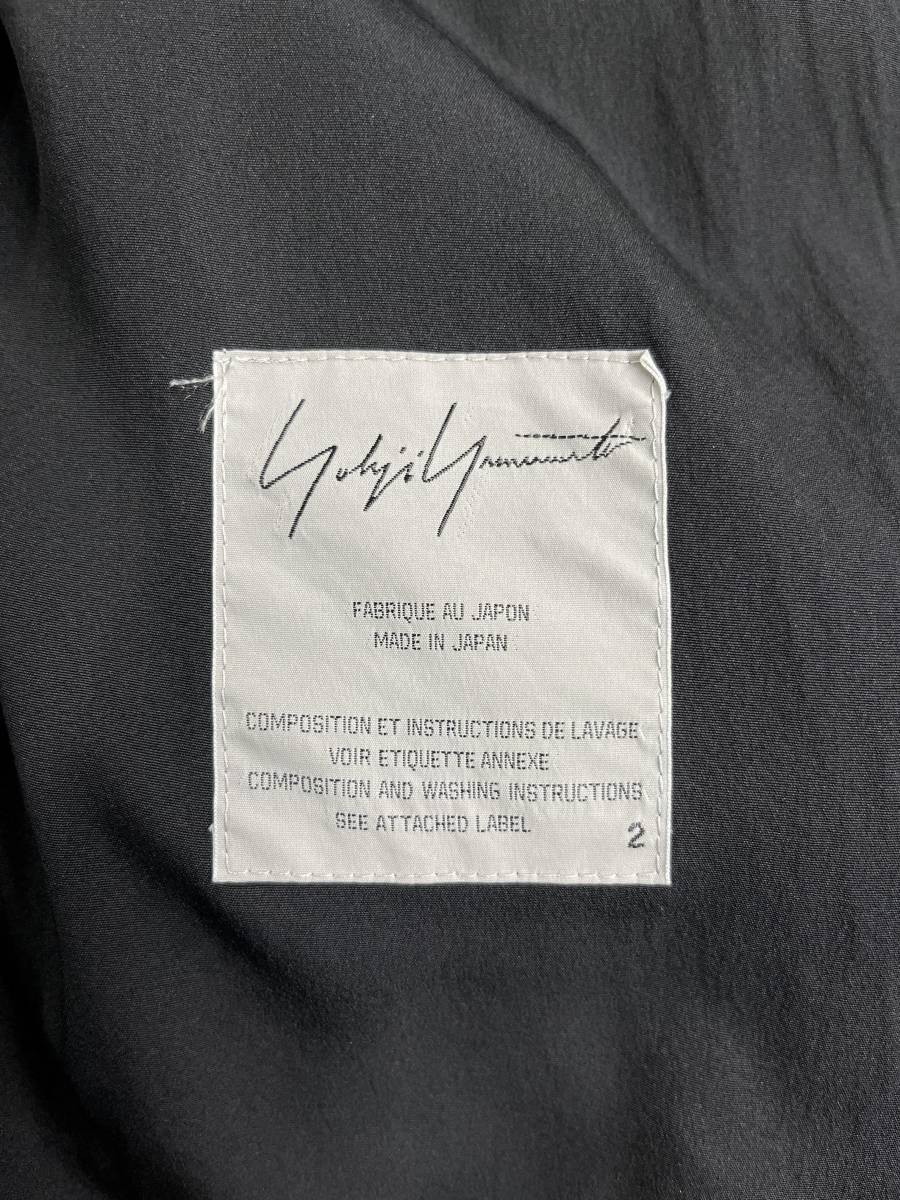 Yohji Yamamoto
FABRIQUE AU JAPON
MADE IN JAPAN
COMPOSITION ET INSTRUCTIONS DE LAVAGE
VOIR ETIQUETTE ANNEXE
COMPOSITION AND WASHING INSTRUCTIONS
SEE ATTACHED LABEL
2